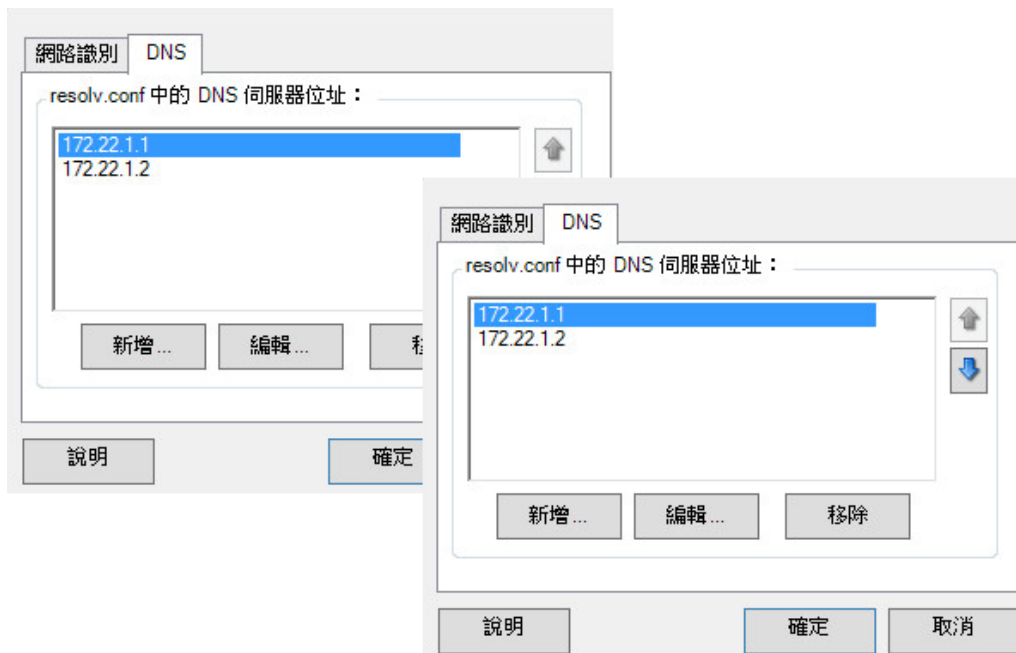 網路識別 DNS
resolv.conf 中的 DNS 伺服器位址：
172.22.1.1
172.22.1.2
新增... 編輯...
說明 確定
網路識別 DNS
resolv.conf 中的 DNS 伺服器位址：
172.22.1.1
172.22.1.2
新增... 編輯... 移除
說明 確定 取消